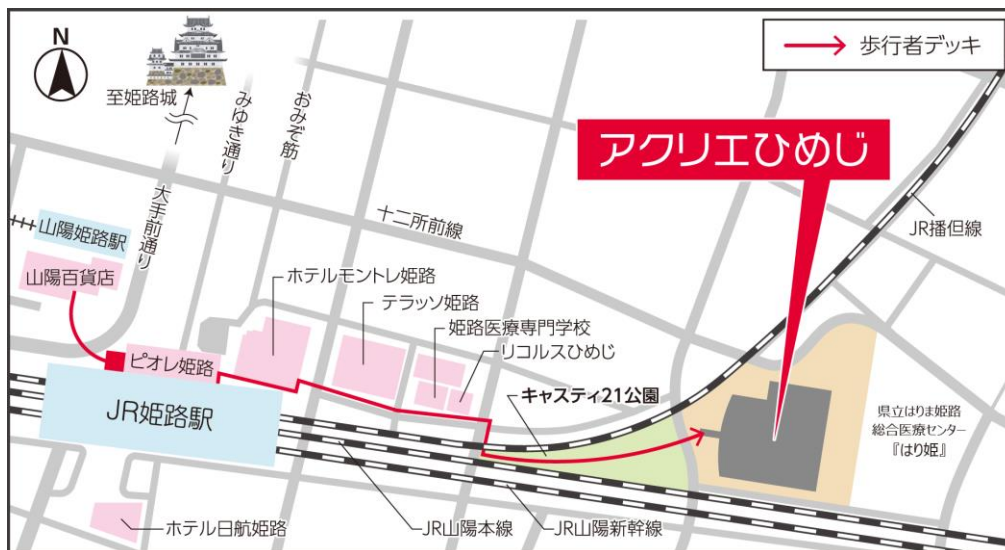 N
歩行者デッキ
至姫路城
みゆき通り
おみぞ筋
大手前通り
アクリエひめじ
十二所前線
JR播但線
山陽姫路駅
山陽百貨店
ホテルモントレ姫路
テラッソ姫路
姫路医療専門学校
リコルスひめじ
ピオレ姫路
キャスティ21公園
JR姫路駅
県立はりま姫路
総合医療センター
『はり姫』
ホテル日航姫路
JR山陽本線
JR山陽新幹線